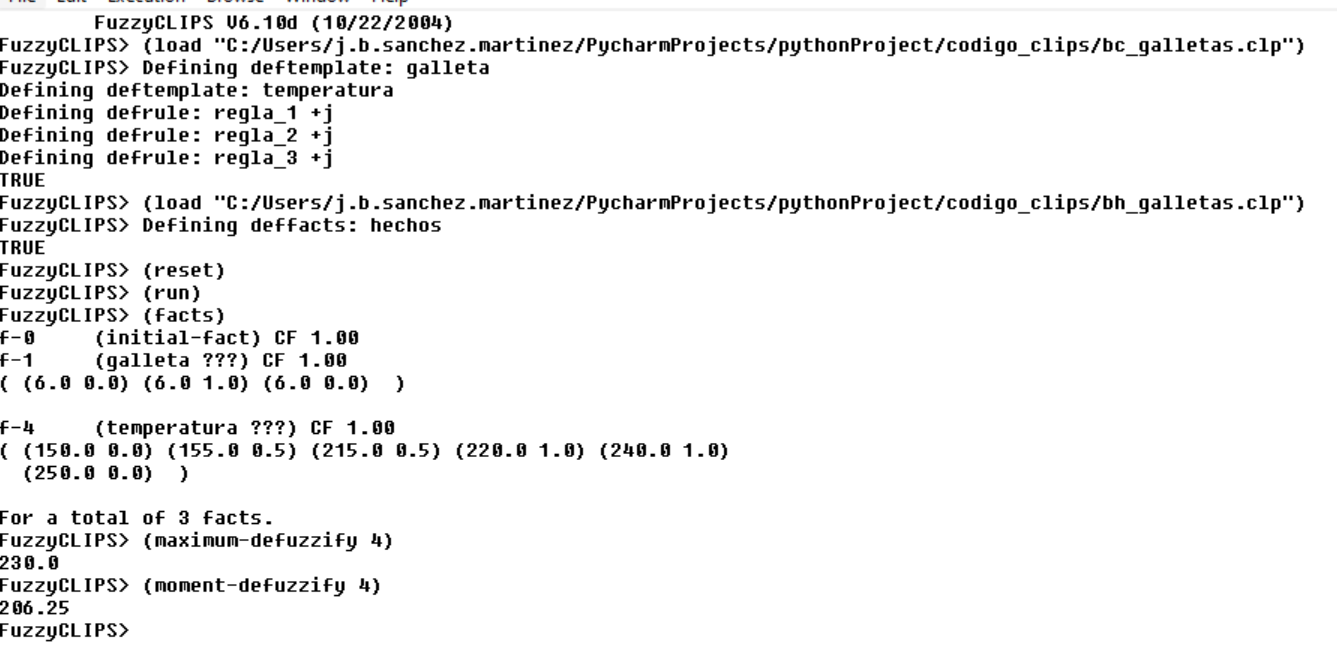 File Edit Execution Browse Window Help
FuzzyCLIPS V6.10d (10/22/2004)
FuzzyCLIPS> (load "C:/Users/j.b.sanchez.martinez/PycharmProjects/pythonProject/codigo_clips/bc_galletas.clp")
FuzzyCLIPS> Defining deftemplate: galleta
Defining deftemplate: temperatura
Defining defrule: regla_1 +j
Defining defrule: regla_2 +j
Defining defrule: regla_3 +j
TRUE
FuzzyCLIPS> (load "C:/Users/j.b.sanchez.martinez/PycharmProjects/pythonProject/codigo_clips/bh_galletas.clp")
FuzzyCLIPS> Defining deffacts: hechos
TRUE
FuzzyCLIPS> (reset)
FuzzyCLIPS> (run)
FuzzyCLIPS> (facts)
f-0     (initial-fact) CF 1.00
f-1     (galleta ???) CF 1.00
( (6.0 0.0) (6.0 1.0) (6.0 0.0)  )
f-4     (temperatura ???) CF 1.00
( (150.0 0.0) (155.0 0.5) (215.0 0.5) (220.0 1.0) (240.0 1.0)
(250.0 0.0)  )
For a total of 3 facts.
FuzzyCLIPS> (maximum-defuzzify 4)
230.0
FuzzyCLIPS> (moment-defuzzify 4)
206.25
FuzzyCLIPS>